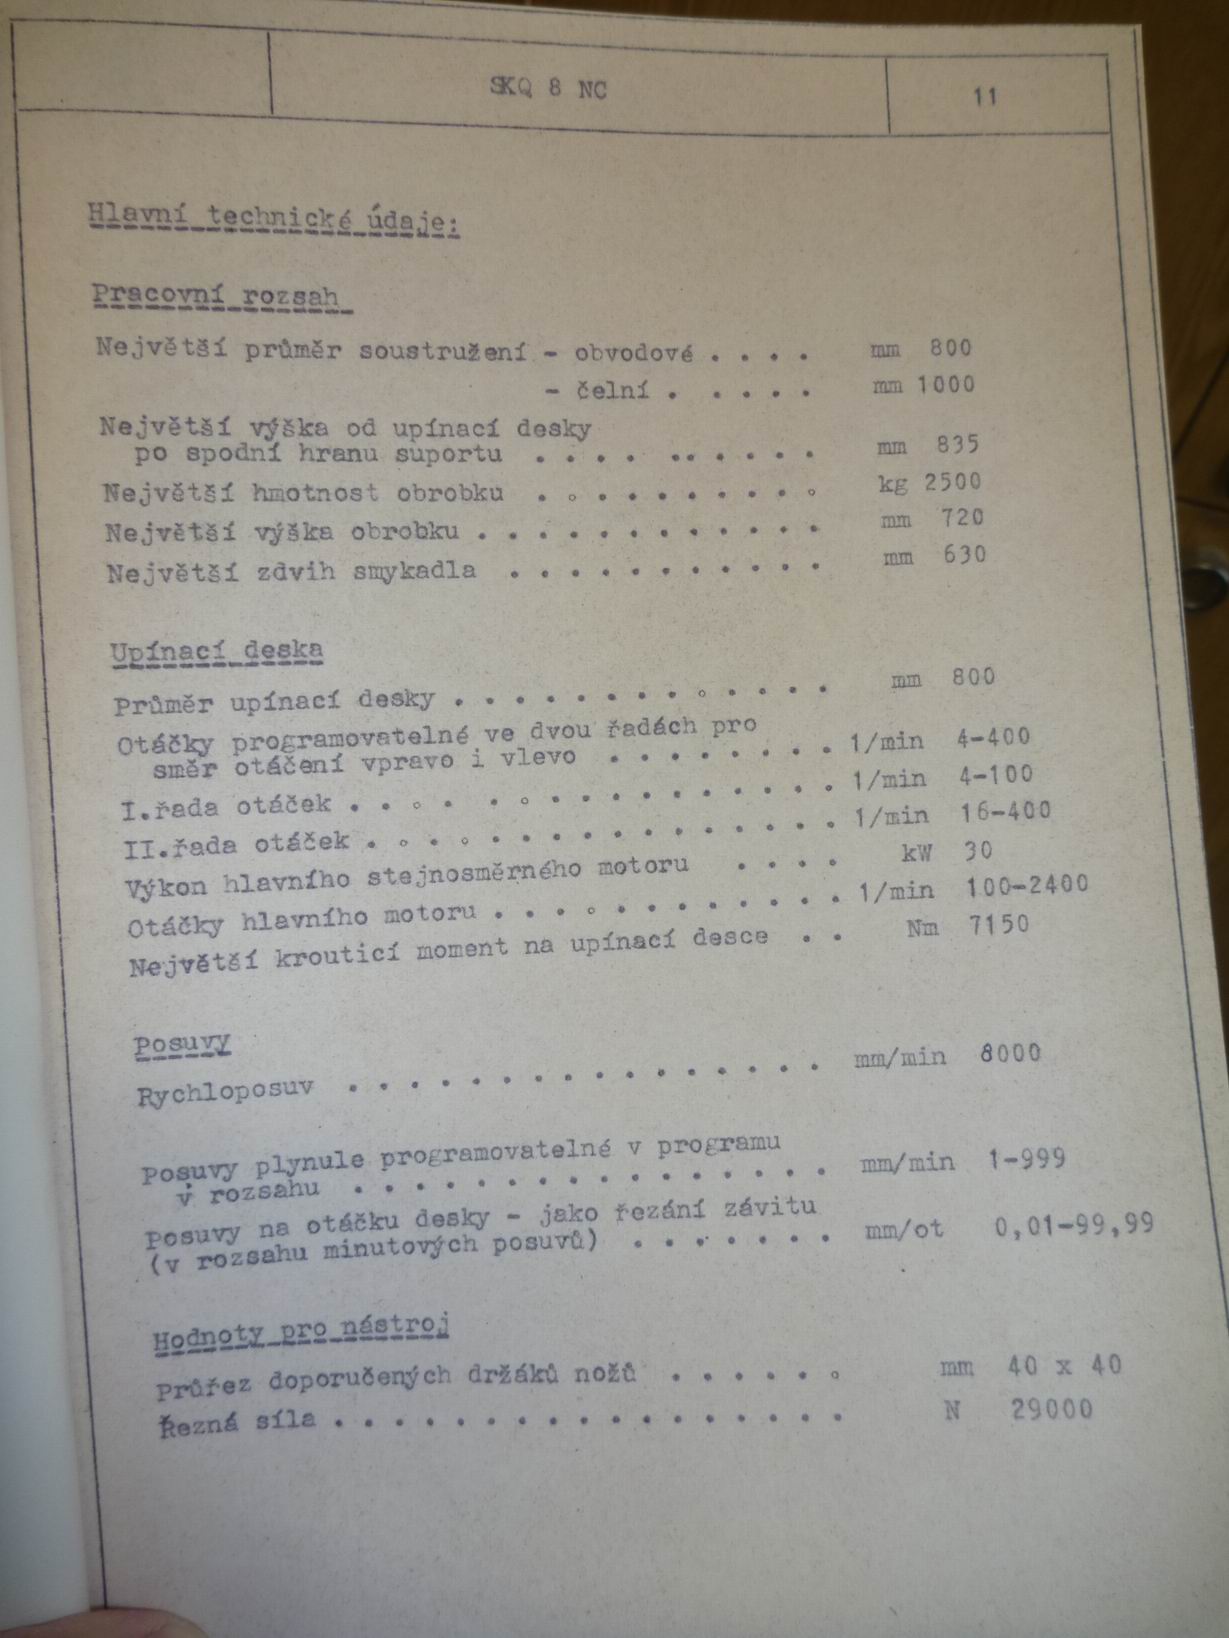 SKQ 8 NC
11
Hlavní technické údaje:
Pracovní rozsah
Největší průměr soustružení - obvodové . . . . mm 800
- čelní . . . . . mm 1000
Největší výška od upínací desky
po spodní hranu suportu . . . . .. . . . . mm 835
Největší hmotnost obrobku . . . . . . . . . . kg 2500
Největší výška obrobku . . . . . . . . . . . . mm 720
Největší zdvih smykadla . . . . . . . . . . . mm 630
Upínací deska
Průměr upínací desky . . . . . . . . . . . . . mm 800
Otáčky programovatelné ve dvou řadách pro
směr otáčení vpravo i vlevo . . . . . . . . 1/min 4-400
I.řada otáček . . . . . . . . . . . . . . . . 1/min 4-100
II.řada otáček . . . . . . . . . . . . . . . . 1/min 16-400
Výkon hlavního stejnosměrného motoru . . . . kW 30
Otáčky hlavního motoru . . . . . . . . . . . . 1/min 100-2400
Největší krouticí moment na upínací desce . . Nm 7150
Posuvy
Rychloposuv . . . . . . . . . . . . . . . . mm/min 8000
Posuvy plynule programovatelné v programu
v rozsahu . . . . . . . . . . . . . . . . mm/min 1-999
Posuvy na otáčku desky - jako řezání závitu
(v rozsahu minutových posuvů) . . . . . . . mm/ot 0,01-99,99
Hodnoty pro nástroj
Průřez doporučených držáků nožů . . . . . . mm 40 x 40
Řezná síla . . . . . . . . . . . . . . . . . N 29000